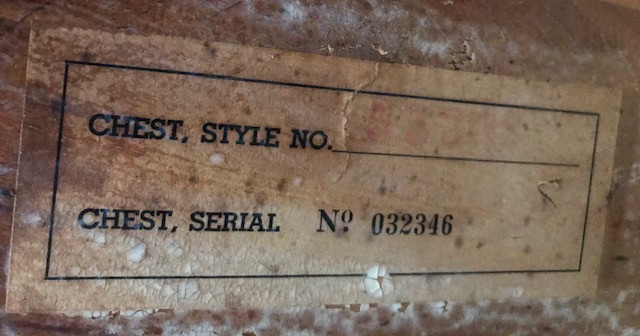 CHEST, STYLE NO.
CHEST, SERIAL Nº 032346